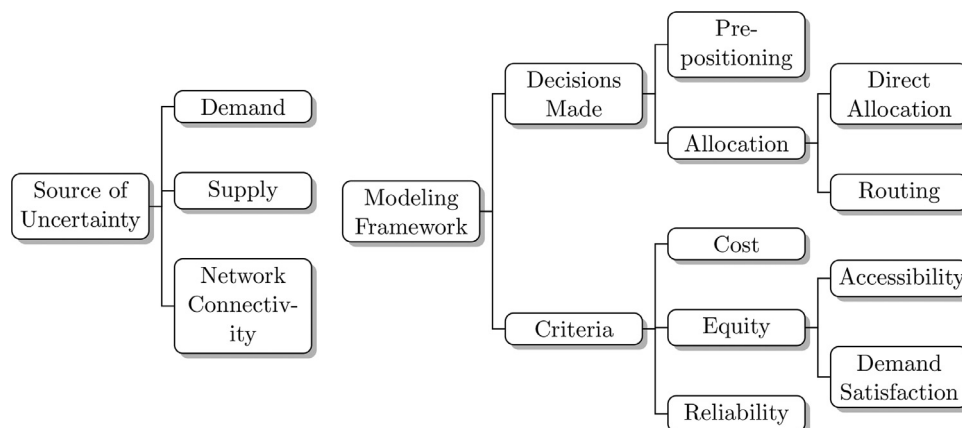 Source of
Uncertainty
Demand
Supply
Network
Connectiv-
ity
Modeling
Framework
Decisions
Made
Pre-
positioning
Allocation
Direct
Allocation
Routing
Criteria
Cost
Equity
Accessibility
Demand
Satisfaction
Reliability